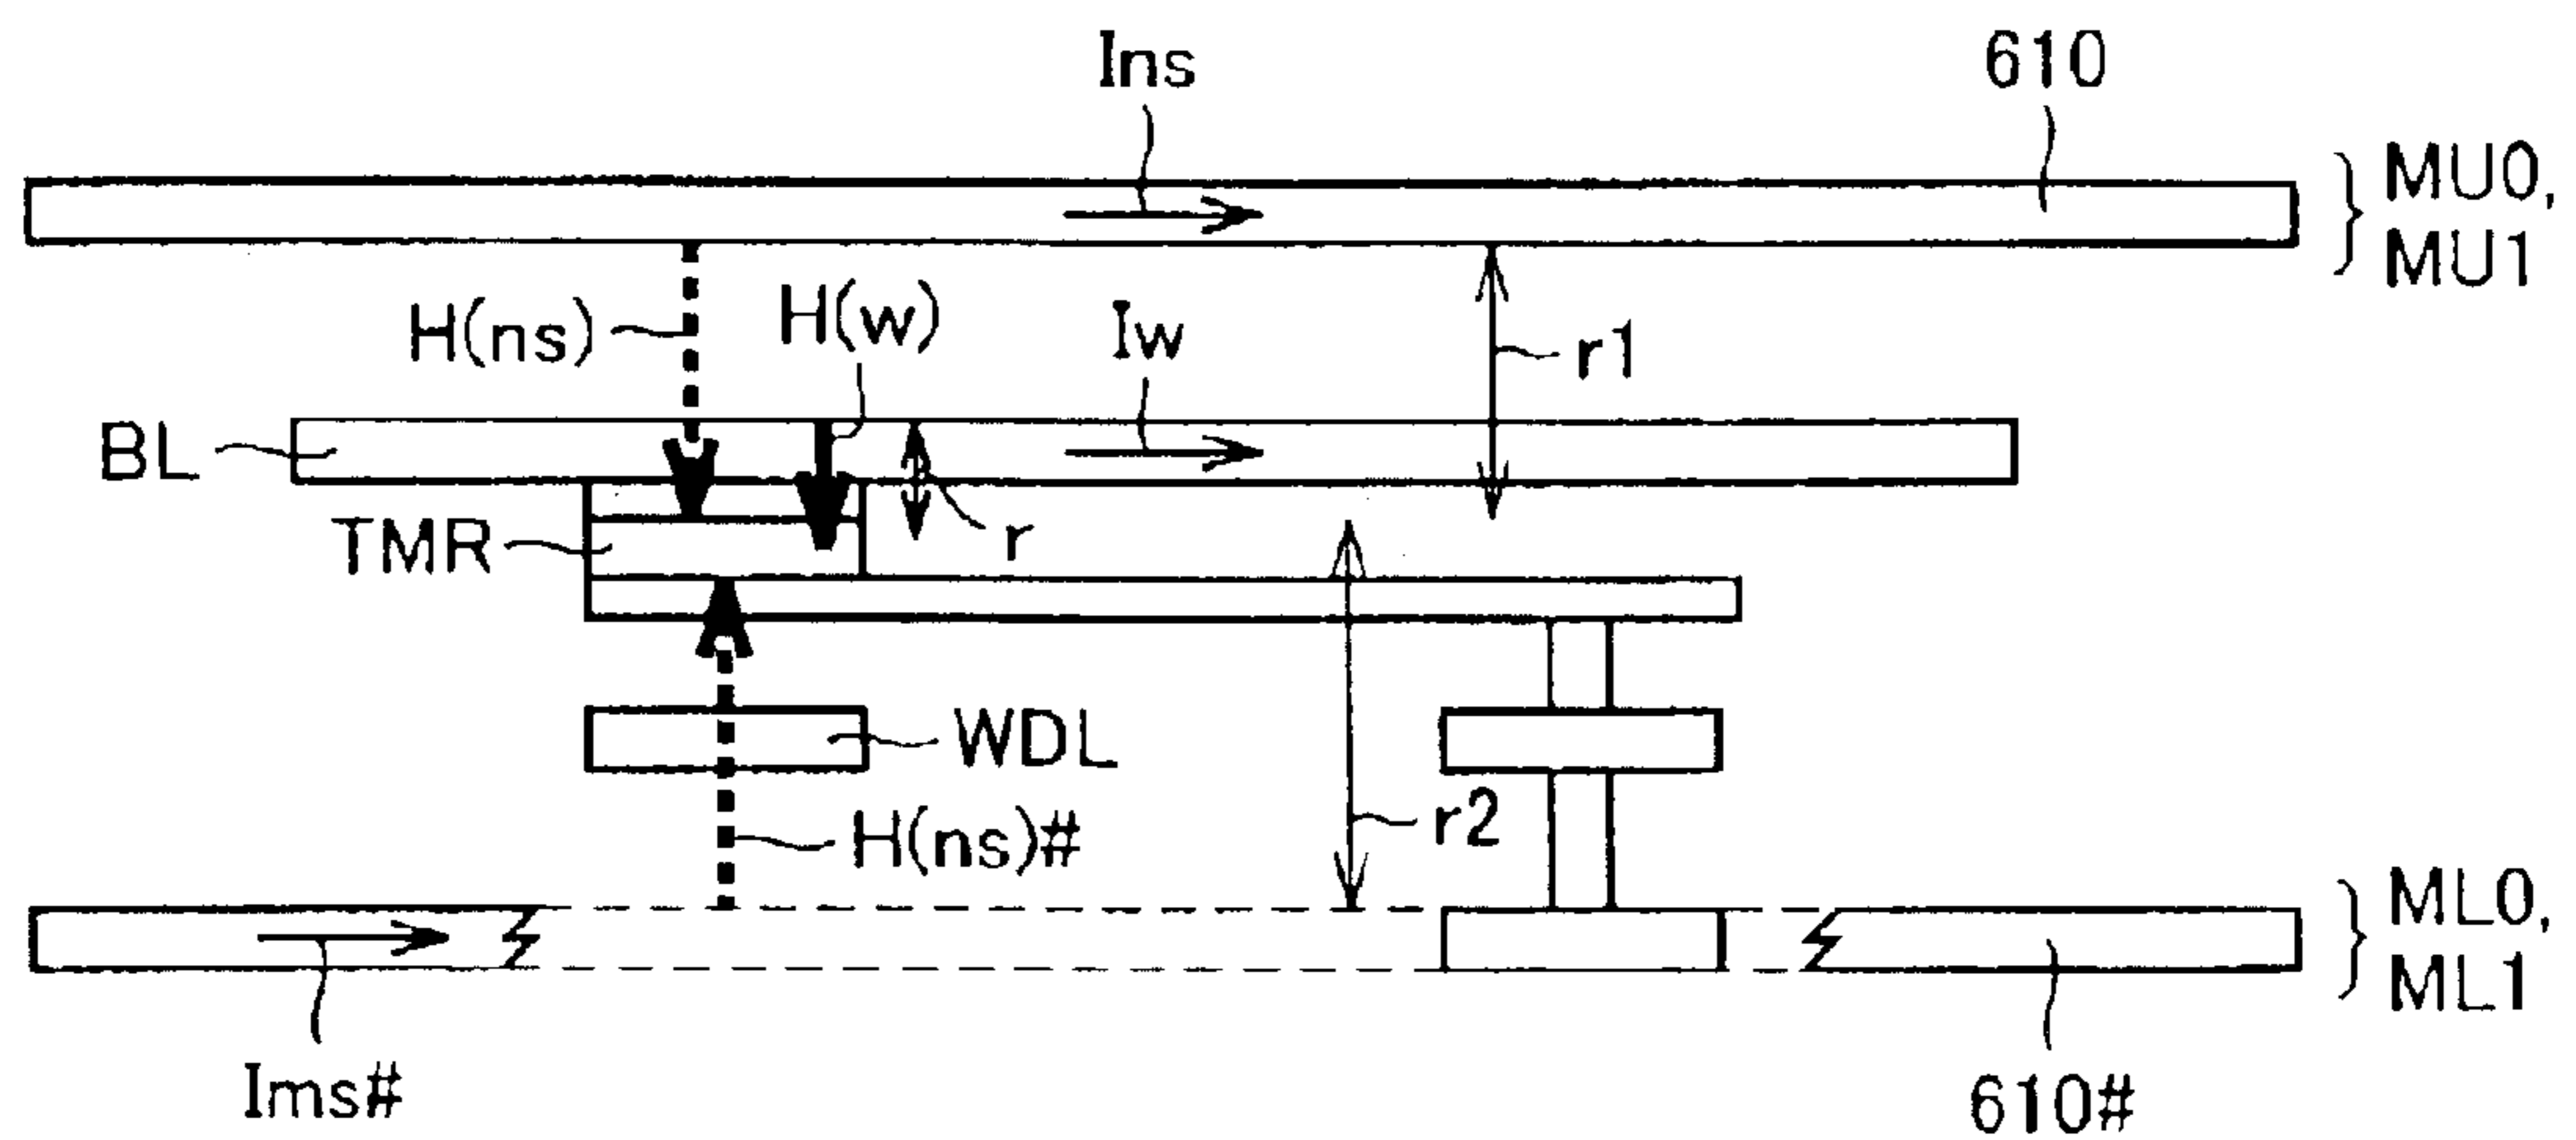 Ins
610
MU0,
MU1
H(ns)
H(w)
Iw
r1
BL
TMR
r
WDL
r2
H(ns)#
ML0,
ML1
Ims#
610#